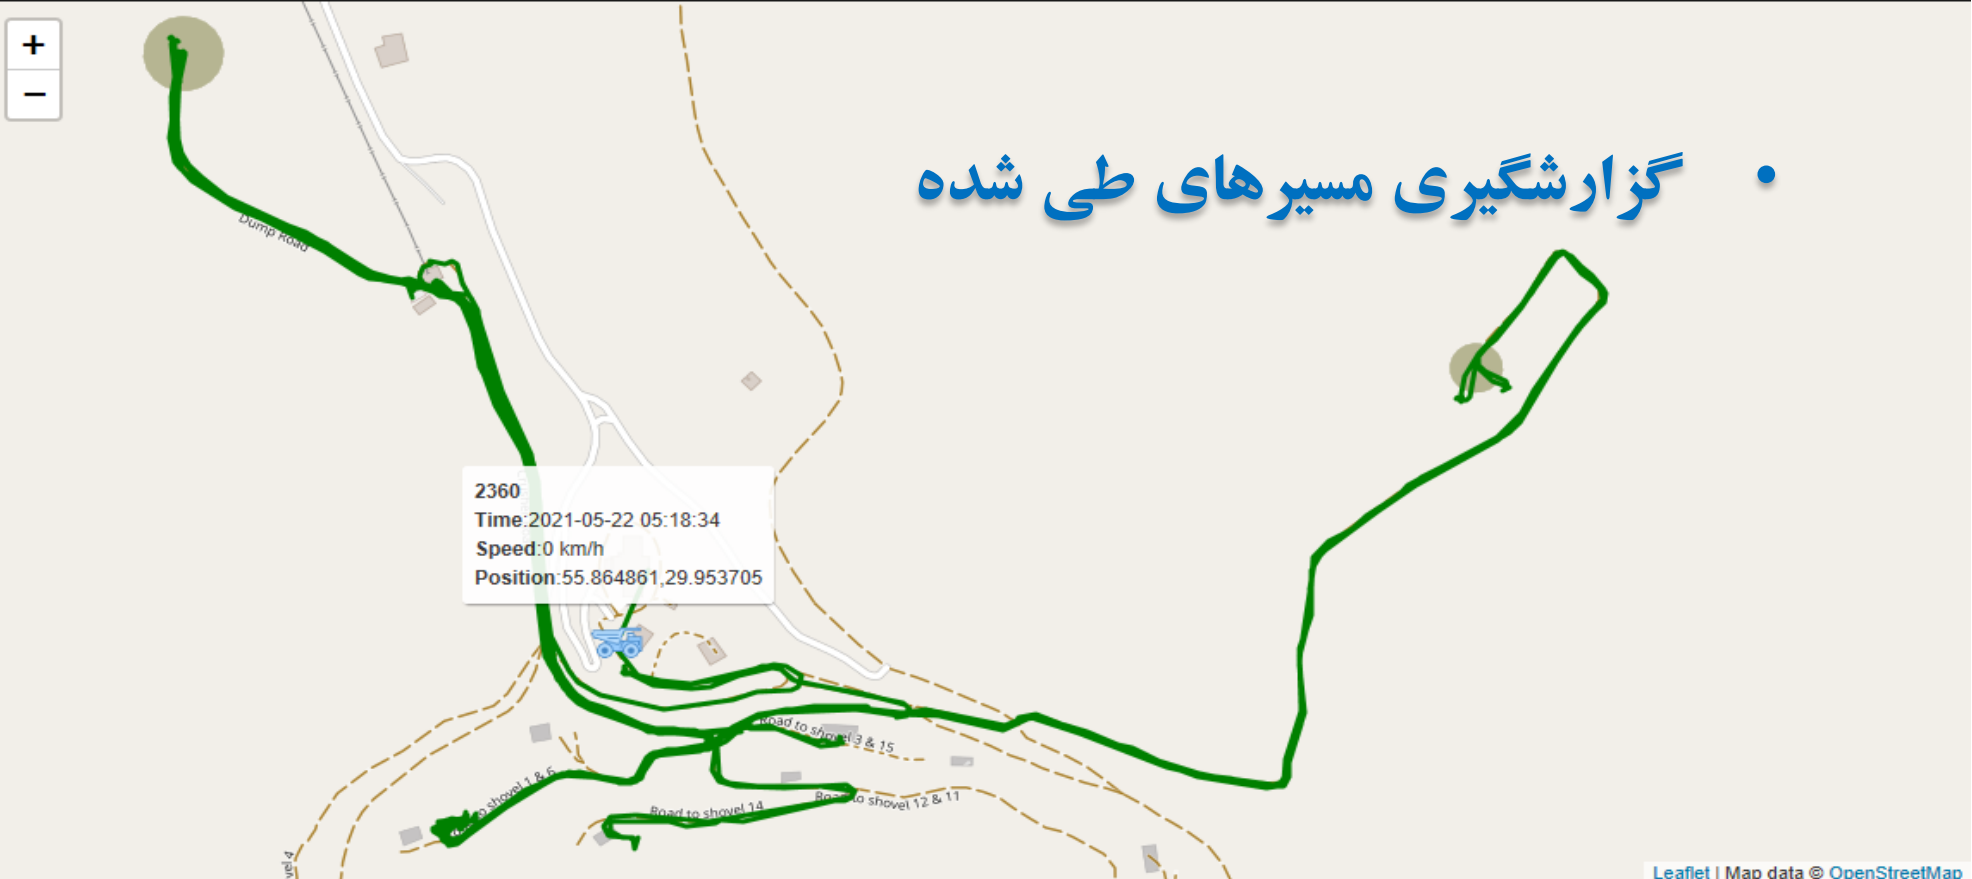 +
−
• گزارشگیری مسیرهای طی شده
Dump Road
2360
Time:2021-05-22 05:18:34
Speed:0 km/h
Position:55.864861,29.953705
Road to shovel 3 & 15
to shovel 1 & 6
Road to shovel 14
Road to shovel 12 & 11
vel 4
Leaflet | Map data © OpenStreetMap